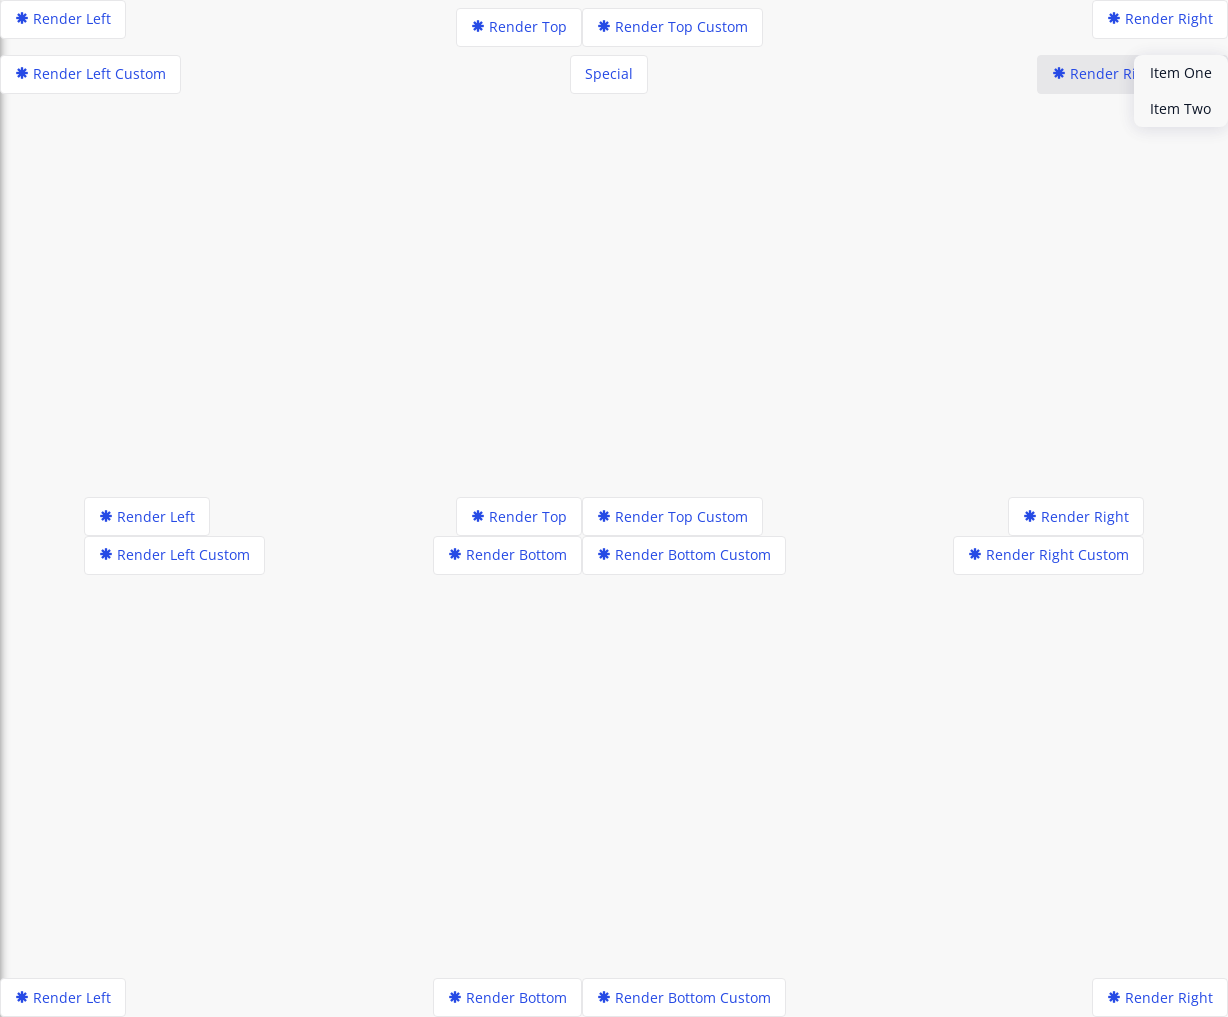 Render Left
Render Top
Render Top Custom
Render Right
Render Left Custom
Special
Render Ri
Item One
Item Two
Render Left
Render Top
Render Top Custom
Render Right
Render Left Custom
Render Bottom
Render Bottom Custom
Render Right Custom
Render Left
Render Bottom
Render Bottom Custom
Render Right